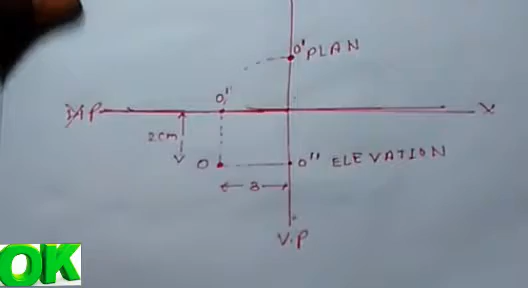 O' PLAN
O"
X
2cm
O
O" ELEVATION
3
V.P
OK